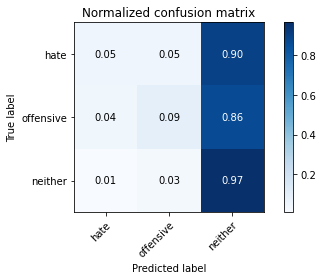 Normalized confusion matrix
True label
hate
0.05 0.05 0.90
offensive
0.04 0.09 0.86
neither
0.01 0.03 0.97
hate
offensive
neither
Predicted label
0.8
0.6
0.4
0.2